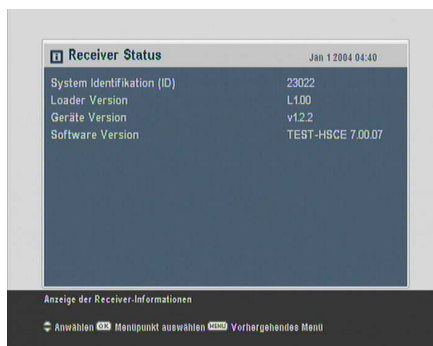 Receiver Status
Jan 1 2004 04:40
System Identifikation (ID) 23022
Loader Version L1.00
Geräte Version v1.2.2
Software Version TEST-HSCE 7.00.07
Anzeige der Receiver-Informationen
Anwählen OK Menüpunkt auswählen MENU Vorhergehendes Menü